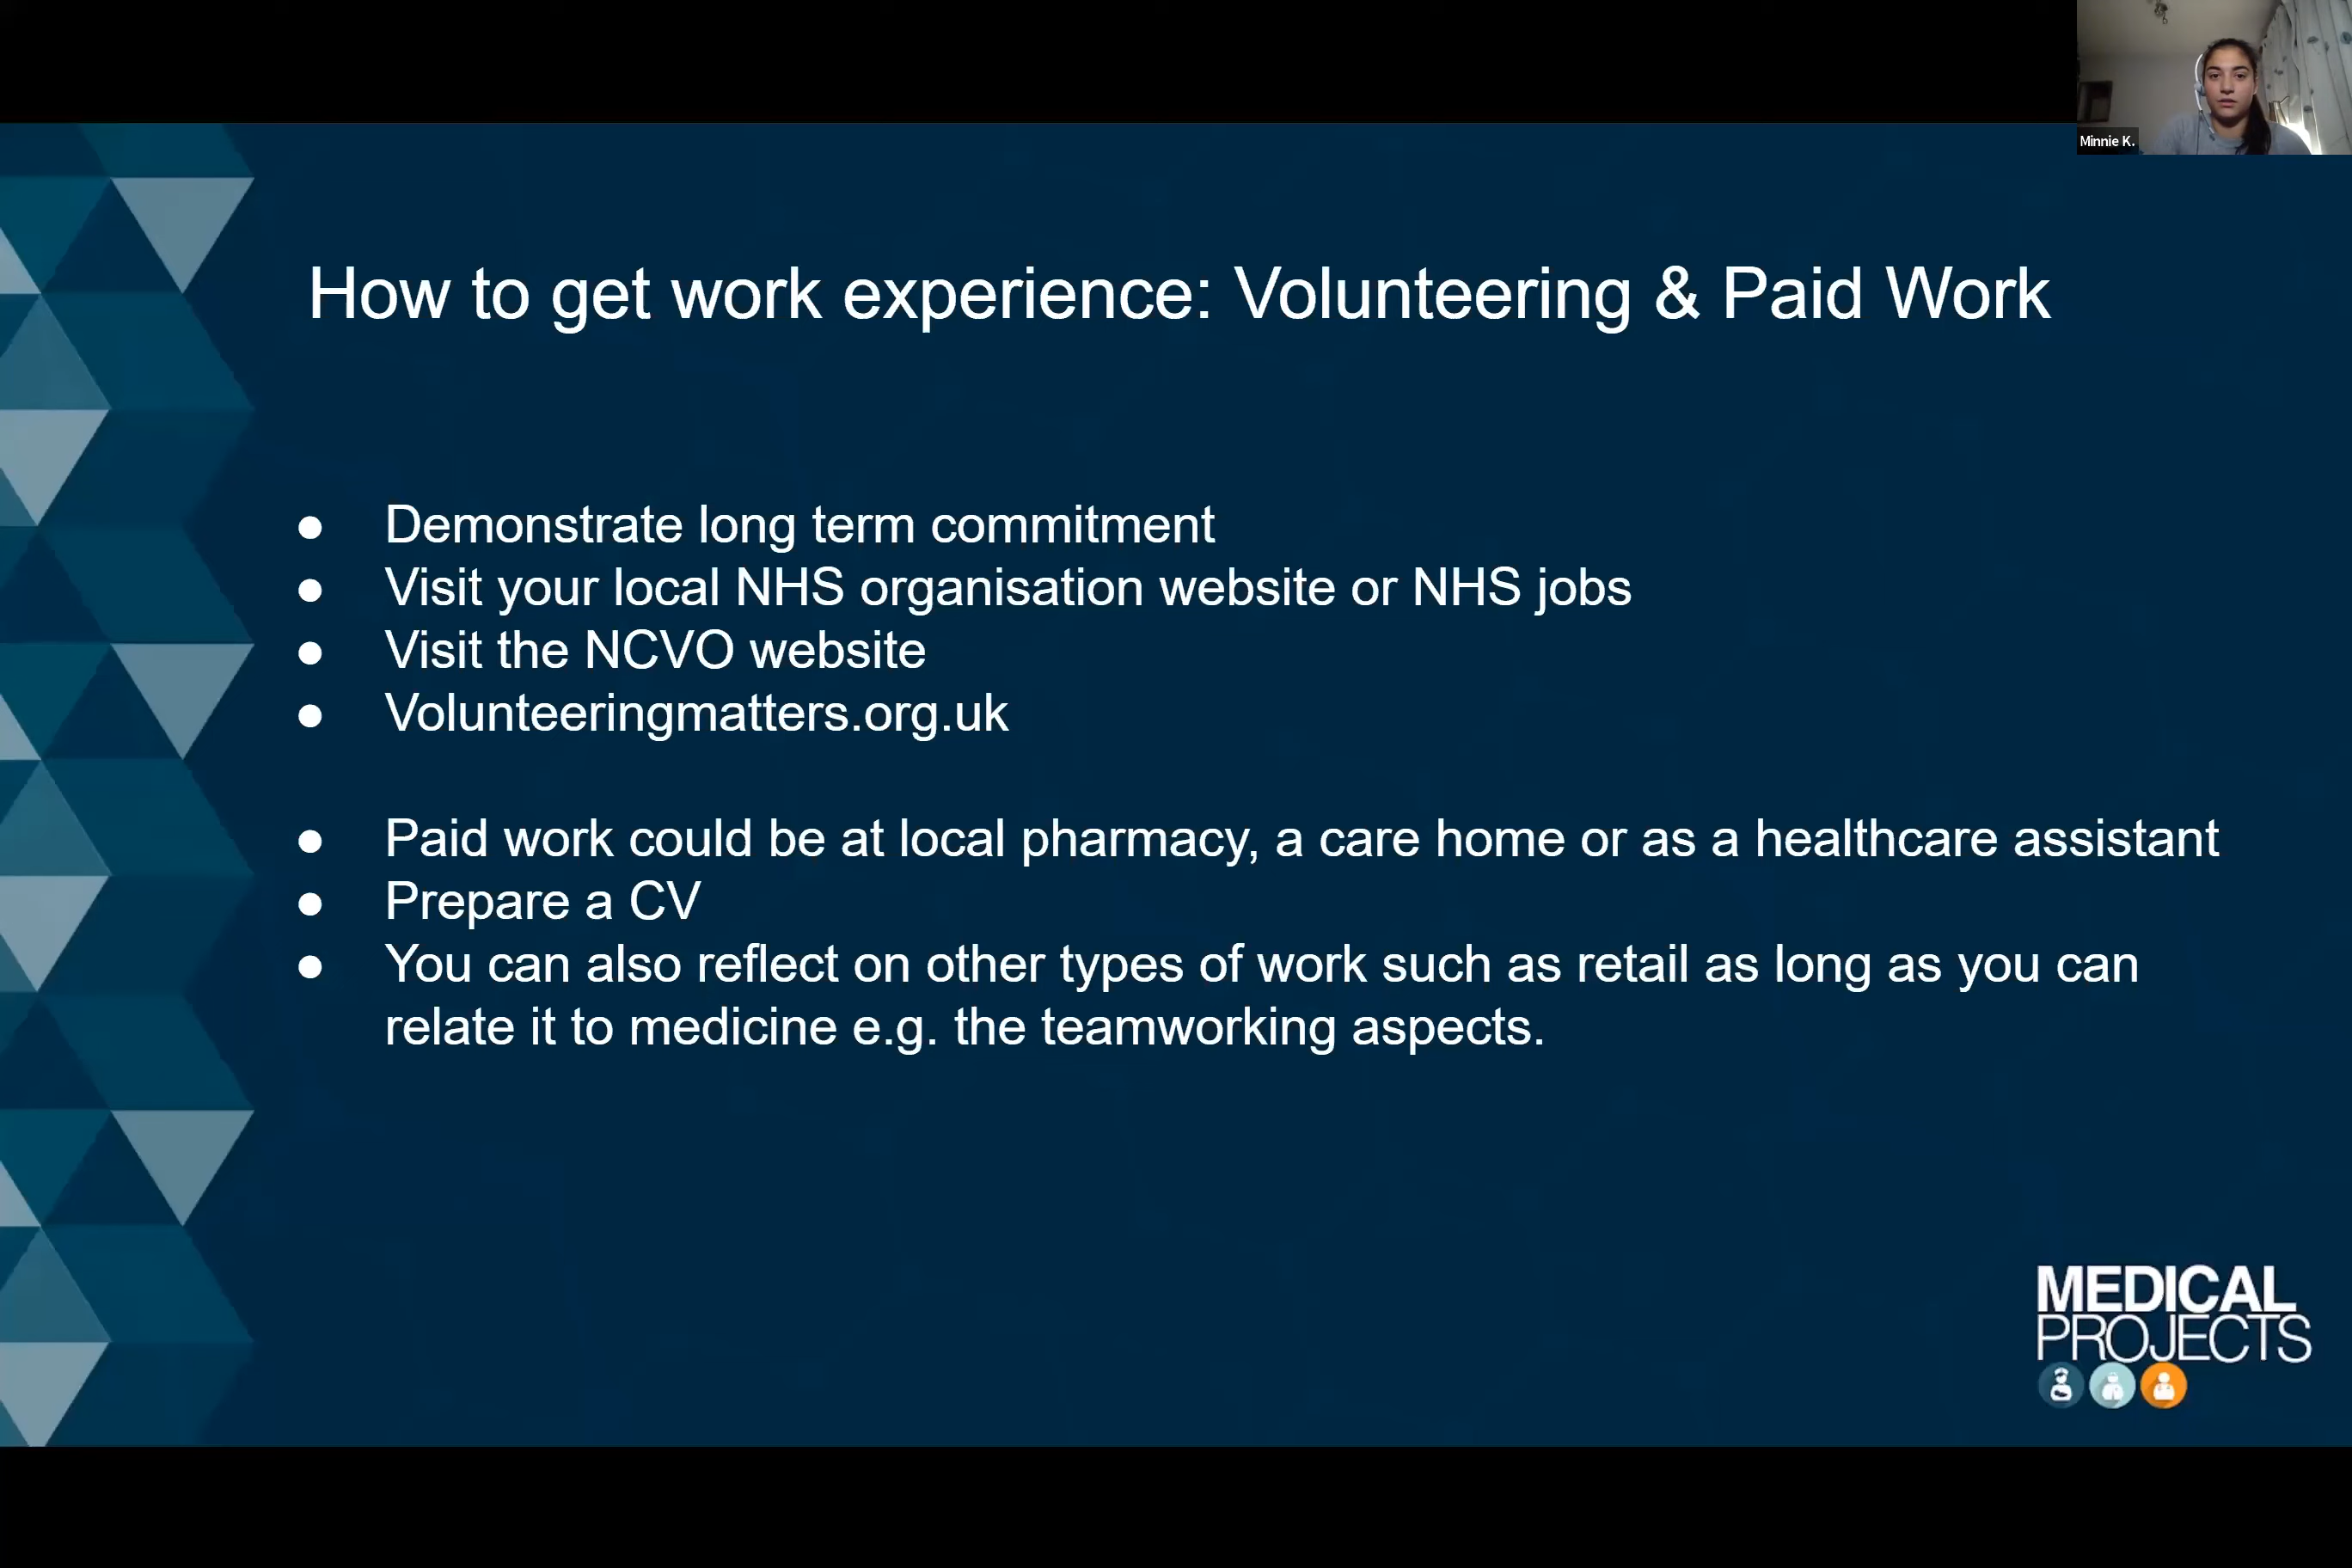 Minnie K.
How to get work experience: Volunteering & Paid Work
● Demonstrate long term commitment
● Visit your local NHS organisation website or NHS jobs
● Visit the NCVO website
● Volunteeringmatters.org.uk
● Paid work could be at local pharmacy, a care home or as a healthcare assistant
● Prepare a CV
● You can also reflect on other types of work such as retail as long as you can
relate it to medicine e.g. the teamworking aspects.
MEDICAL
PROJECTS